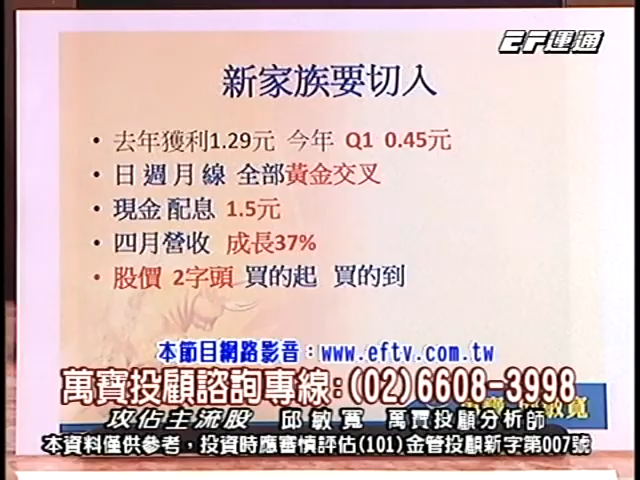 EF運通
新家族要切入
• 去年獲利1.29元 今年 Q1 0.45元
• 日週月線 全部黃金交叉
• 現金配息 1.5元
• 四月營收 成長37%
• 股價 2字頭 買的起 買的到
本節目網路影音:www.eftv.com.tw
萬寶投顧諮詢專線:(02)6608-3998
攻佔主流股 邱敏寬 萬寶投顧分析師
本資料僅供參考,投資時應審慎評估(101)金管投顧新字第007號